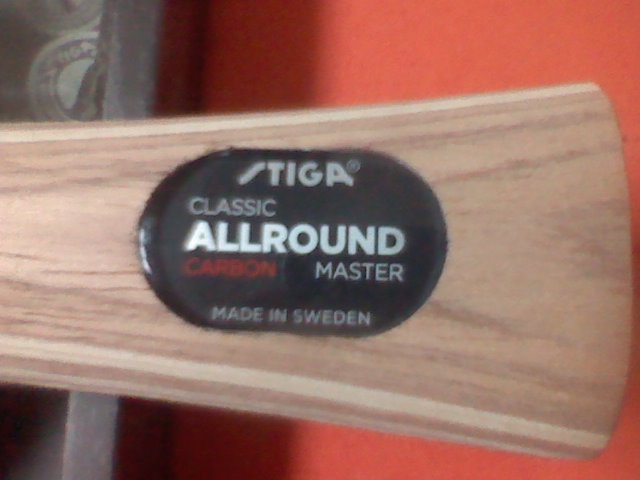 STIGA®
CLASSIC
ALLROUND
CARBON MASTER
MADE IN SWEDEN